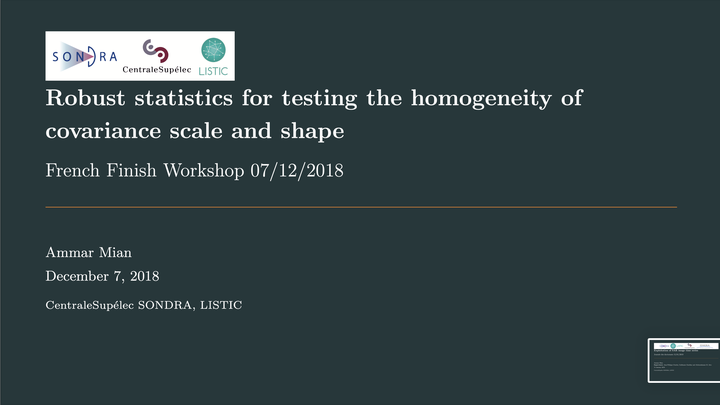 SONDRA
CentraleSupélec
LISTIC
Robust statistics for testing the homogeneity of
covariance scale and shape
French Finish Workshop 07/12/2018
Ammar Mian
December 7, 2018
CentraleSupélec SONDRA, LISTIC